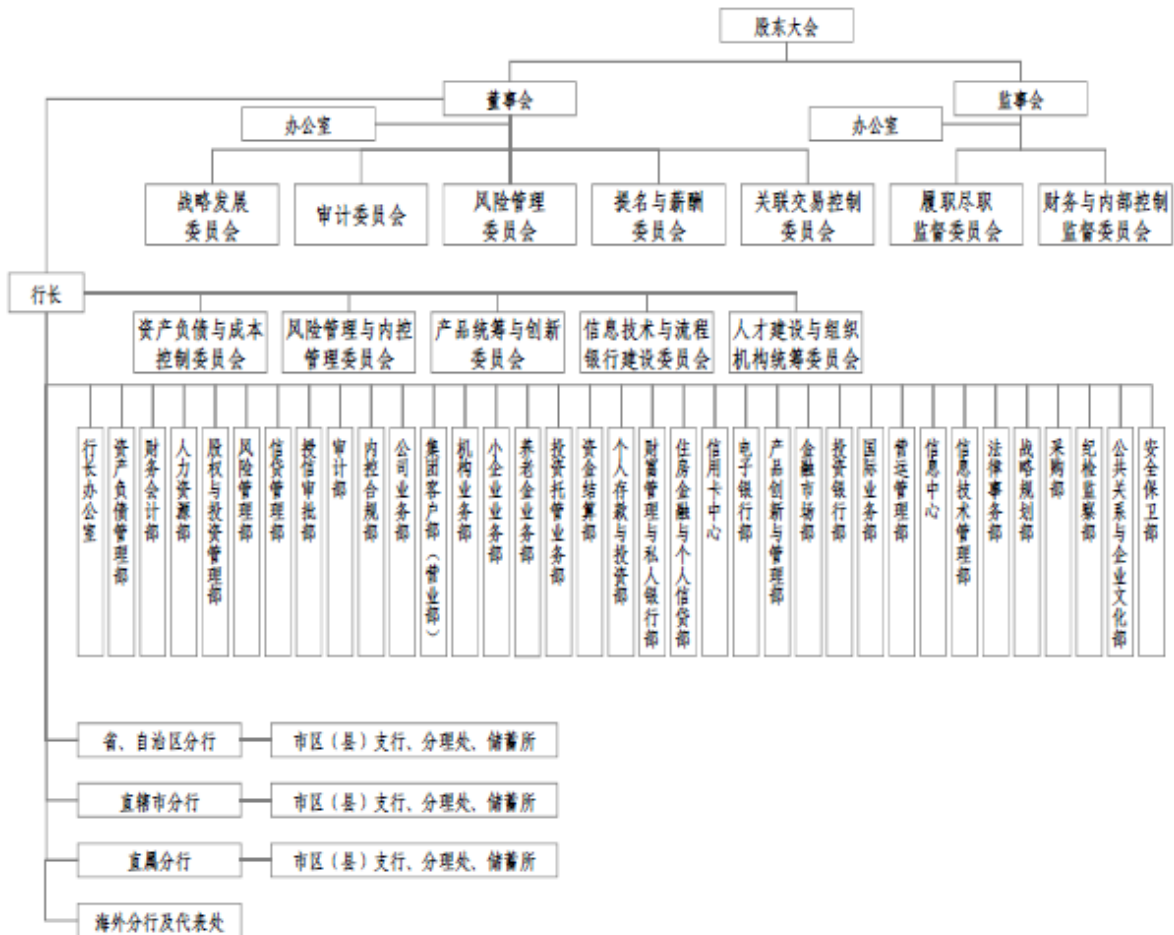 股东大会
董事会
监事会
办公室
办公室
战略发展
委员会
审计委员会
风险管理
委员会
提名与薪酬
委员会
关联交易控制
委员会
履职尽职
监督委员会
财务与内部控制
监督委员会
行长
资产负债与成本
控制委员会
风险管理与内控
管理委员会
产品统筹与创新
委员会
信息技术与流程
银行建设委员会
人才建设与组织
机构统筹委员会
行长办公室
资产负债管理部
财务会计部
人力资源部
股权与投资管理部
风险管理部
信贷管理部
授信审批部
审计部
内控合规部
公司业务部
集团客户部（营业部）
机构业务部
小企业业务部
养老金业务部
投资托管业务部
资金结算部
个人存款与投资部
财富管理与私人银行部
住房金融与个人信贷部
信用卡中心
电子银行部
产品创新与管理部
金融市场部
投资银行部
国际业务部
营运管理部
信息中心
信息技术管理部
法律事务部
战略规划部
采购部
纪检监察部
公共关系与企业文化部
安全保卫部
省、自治区分行
市区（县）支行、分理处、储蓄所
直辖市分行
市区（县）支行、分理处、储蓄所
直属分行
市区（县）支行、分理处、储蓄所
海外分行及代表处